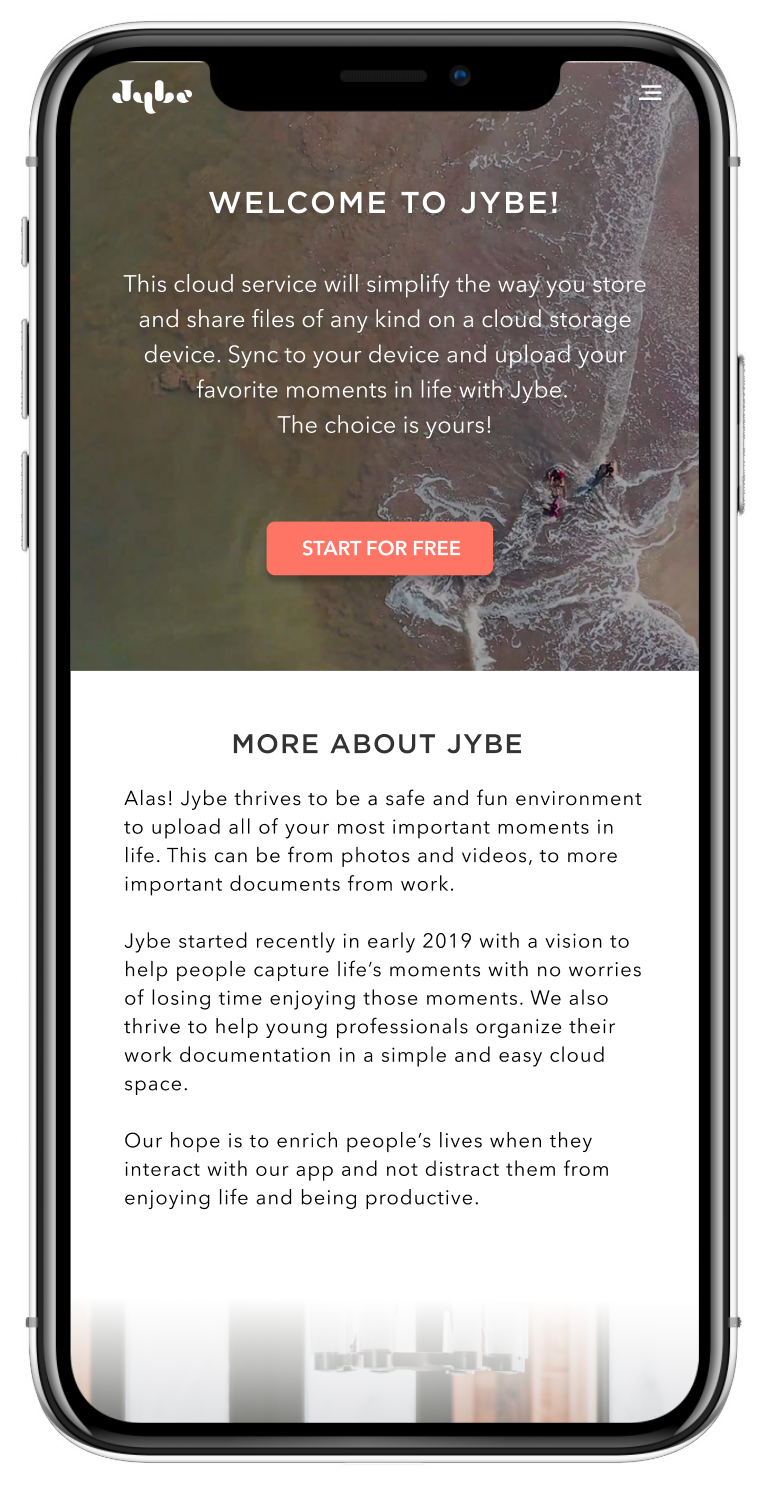 Jybe
WELCOME TO JYBE!
This cloud service will simplify the way you store
and share files of any kind on a cloud storage
device. Sync to your device and upload your
favorite moments in life with Jybe.
The choice is yours!
START FOR FREE
MORE ABOUT JYBE
Alas! Jybe thrives to be a safe and fun environment
to upload all of your most important moments in
life. This can be from photos and videos, to more
important documents from work.
Jybe started recently in early 2019 with a vision to
help people capture life’s moments with no worries
of losing time enjoying those moments. We also
thrive to help young professionals organize their
work documentation in a simple and easy cloud
space.
Our hope is to enrich people’s lives when they
interact with our app and not distract them from
enjoying life and being productive.